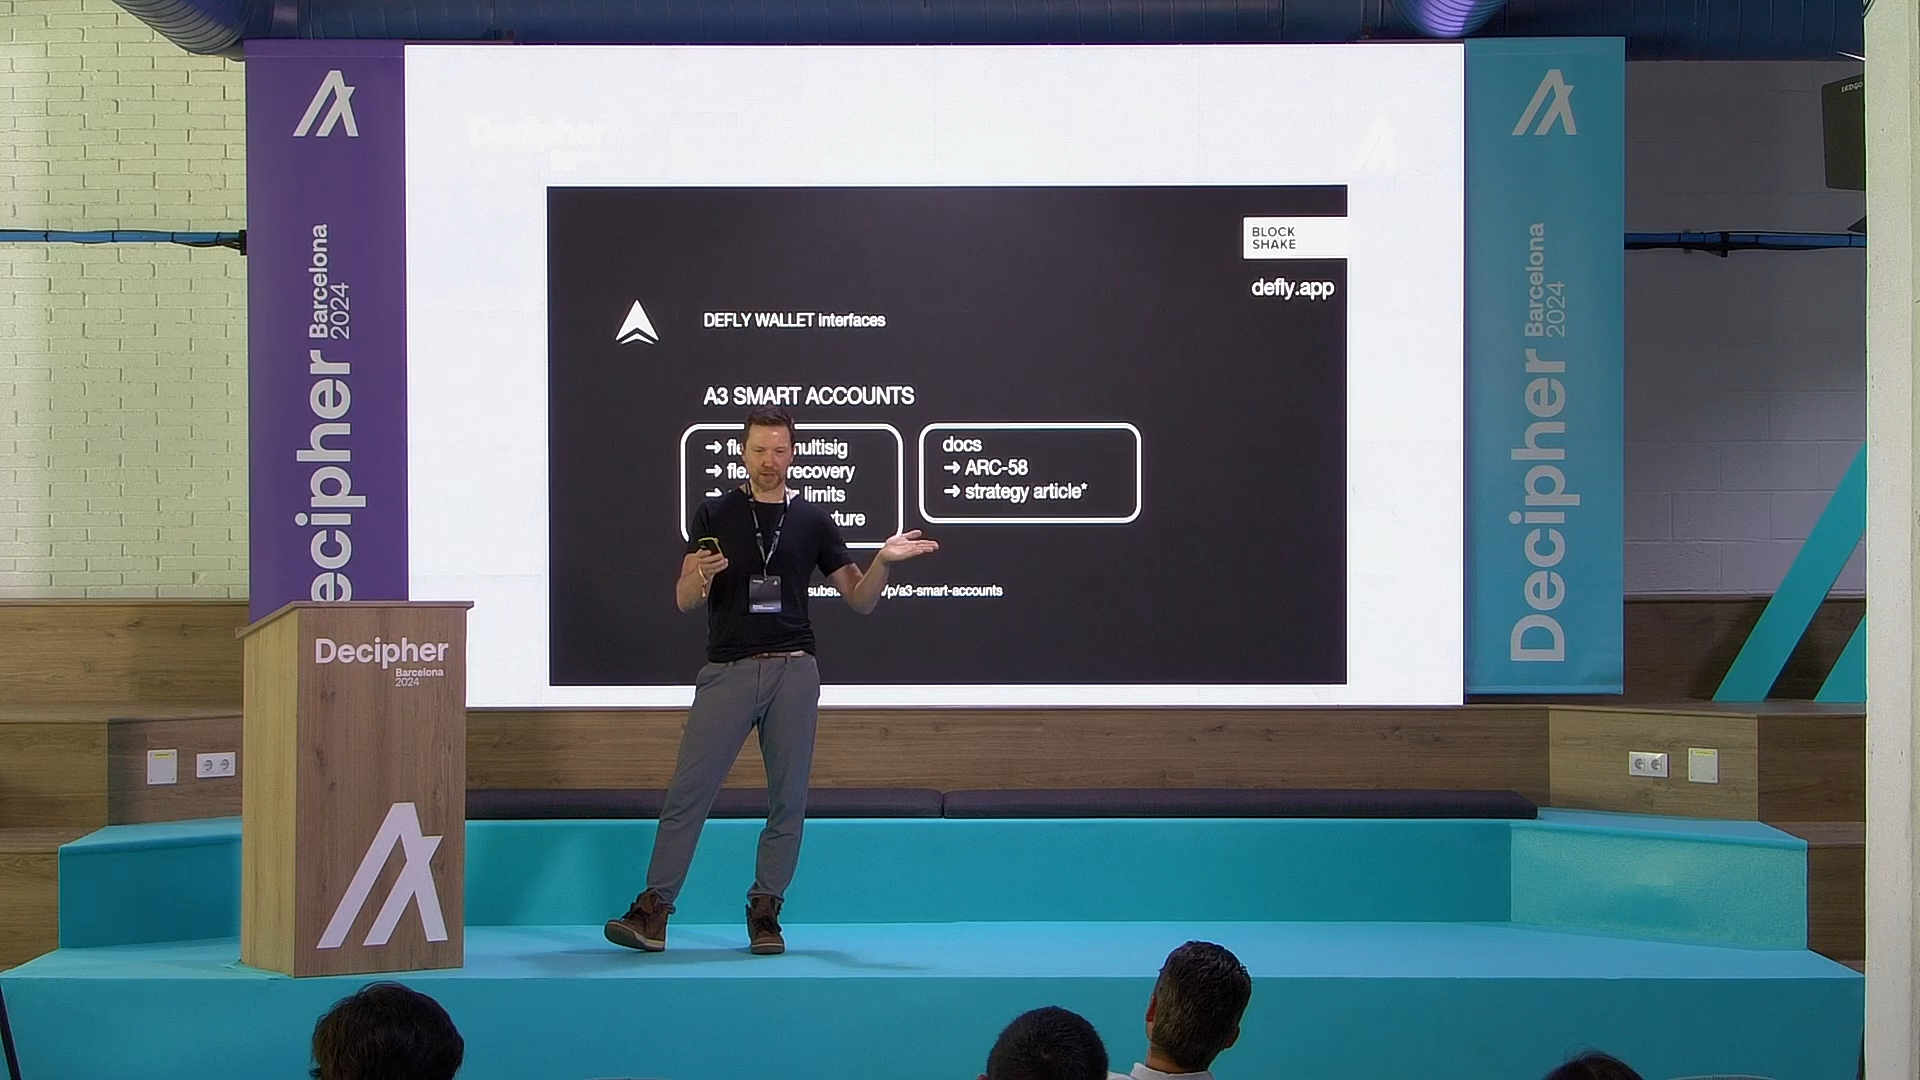 Decipher
BLOCK
SHAKE
defly.app
DEFLY WALLET interfaces
A3 SMART ACCOUNTS
➔ multisig
➔ recovery
➔ limits
docs
➔ ARC-58
➔ strategy article*
/p/a3-smart-accounts
Decipher
Barcelona
2024
Barcelona
2024
Decipher
Barcelona
2024